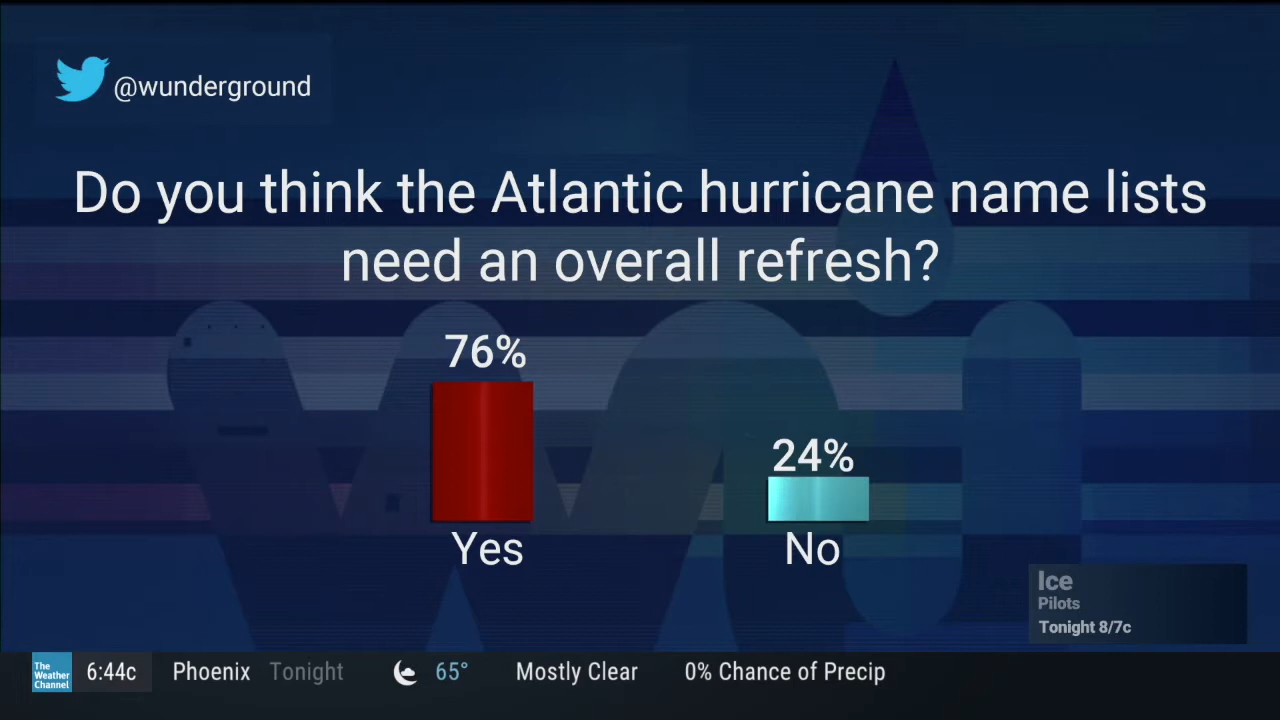 @wunderground
Do you think the Atlantic hurricane name lists
need an overall refresh?
76%
24%
Yes
No
Ice
Pilots
Tonight 8/7c
The
Weather
Channel
6:44c
Phoenix Tonight 65° Mostly Clear 0% Chance of Precip